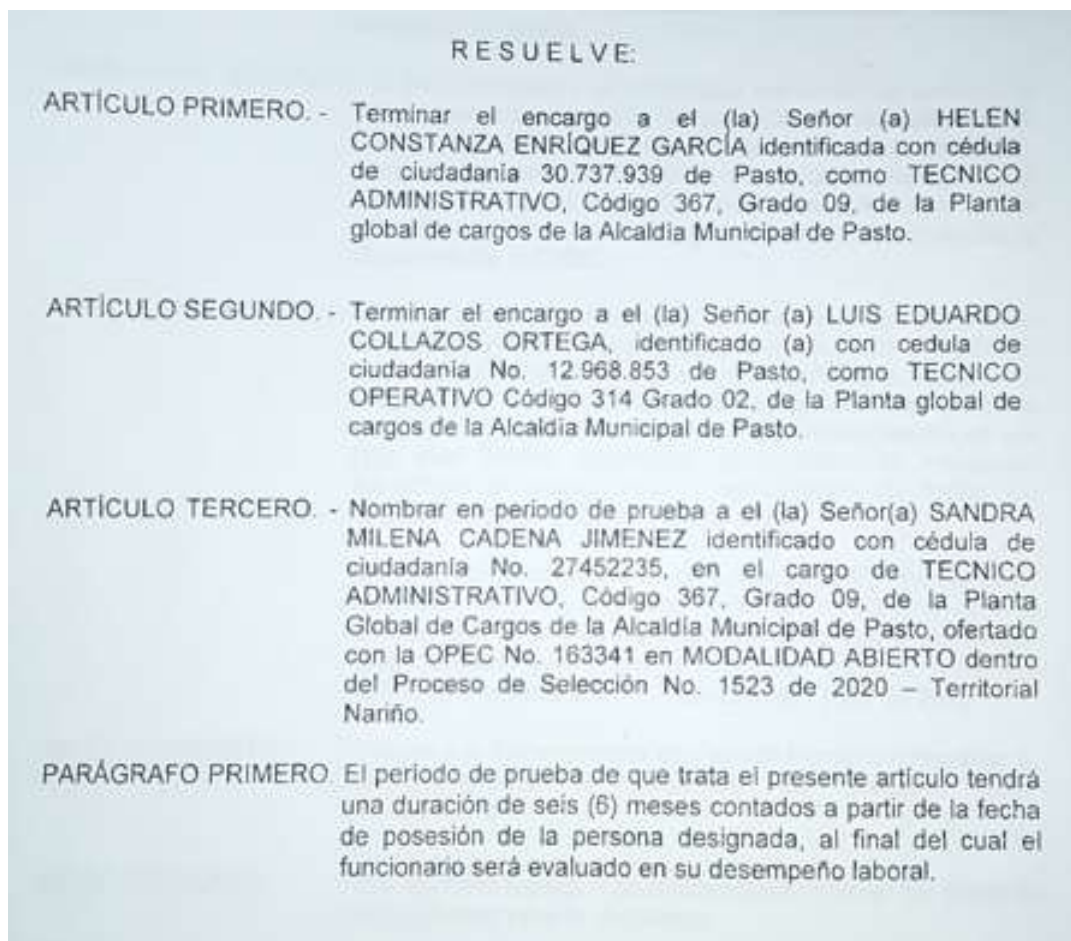 RESUELVE:
ARTÍCULO PRIMERO. - Terminar el encargo a el (la) Señor (a) HELEN
CONSTANZA ENRÍQUEZ GARCÍA identificada con cédula
de ciudadanía 30.737.939 de Pasto, como TECNICO
ADMINISTRATIVO, Código 367, Grado 09, de la Planta
global de cargos de la Alcaldía Municipal de Pasto.
ARTÍCULO SEGUNDO. - Terminar el encargo a el (la) Señor (a) LUIS EDUARDO
COLLAZOS ORTEGA, identificado (a) con cedula de
ciudadanía No. 12.968.853 de Pasto, como TECNICO
OPERATIVO Código 314 Grado 02, de la Planta global de
cargos de la Alcaldía Municipal de Pasto.
ARTÍCULO TERCERO. - Nombrar en periodo de prueba a el (la) Señor(a) SANDRA
MILENA CADENA JIMENEZ identificado con cédula de
ciudadanía No. 27452235, en el cargo de TECNICO
ADMINISTRATIVO, Código 367, Grado 09, de la Planta
Global de Cargos de la Alcaldía Municipal de Pasto, ofertado
con la OPEC No. 163341 en MODALIDAD ABIERTO dentro
del Proceso de Selección No. 1523 de 2020 – Territorial
Nariño.
PARÁGRAFO PRIMERO. El periodo de prueba de que trata el presente artículo tendrá
una duración de seis (6) meses contados a partir de la fecha
de posesión de la persona designada, al final del cual el
funcionario será evaluado en su desempeño laboral.